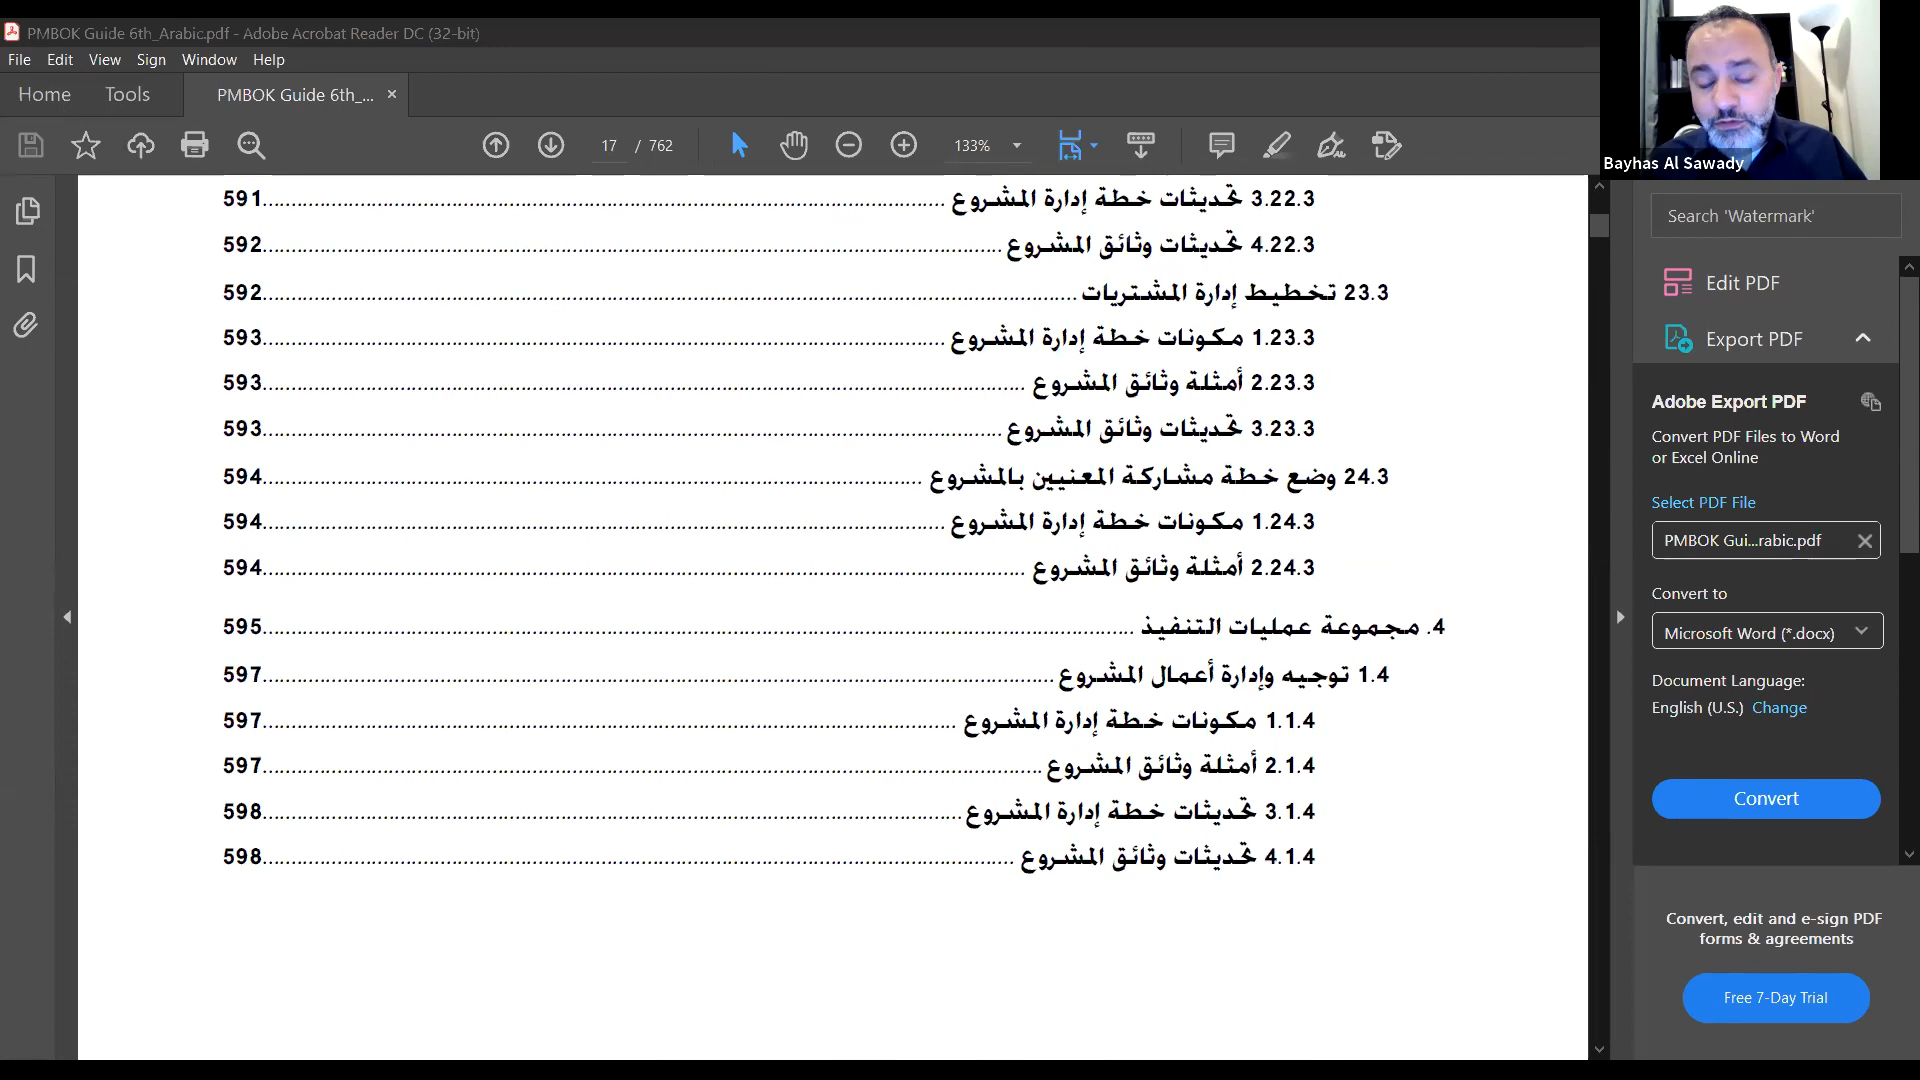 PMBOK Guide 6th_Arabic.pdf - Adobe Acrobat Reader DC (32-bit)
File Edit View Sign Window Help
Home Tools PMBOK Guide 6th_... ×
17 / 762 133%
Bayhas Al Sawady
3.22.3 تحديثات خطة إدارة المشروع 591
4.22.3 تحديثات وثائق المشروع 592
23.3 تخطيط إدارة المشتريات 592
1.23.3 مكونات خطة إدارة المشروع 593
2.23.3 أمثلة وثائق المشروع 593
3.23.3 تحديثات وثائق المشروع 593
24.3 وضع خطة مشاركة المعنيين بالمشروع 594
1.24.3 مكونات خطة إدارة المشروع 594
2.24.3 أمثلة وثائق المشروع 594
4. مجموعة عمليات التنفيذ 595
1.4 توجيه وإدارة أعمال المشروع 597
1.1.4 مكونات خطة إدارة المشروع 597
2.1.4 أمثلة وثائق المشروع 597
3.1.4 تحديثات خطة إدارة المشروع 598
4.1.4 تحديثات وثائق المشروع 598
Search 'Watermark'
Edit PDF
Export PDF
Adobe Export PDF
Convert PDF Files to Word
or Excel Online
Select PDF File
PMBOK Gui...rabic.pdf
Convert to
Microsoft Word (*.docx)
Document Language:
English (U.S.) Change
Convert
Convert, edit and e-sign PDF
forms & agreements
Free 7-Day Trial